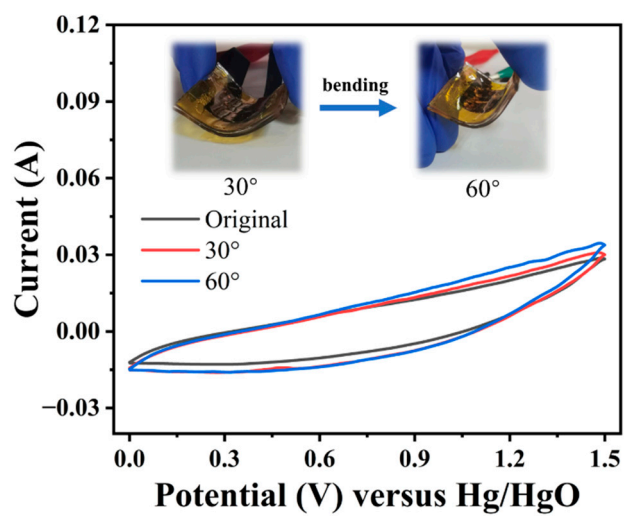 0.12
0.09
0.06
0.03
0.00
−0.03
Current (A)
bending
30°
60°
Original
30°
60°
0.0 0.3 0.6 0.9 1.2 1.5
Potential (V) versus Hg/HgO